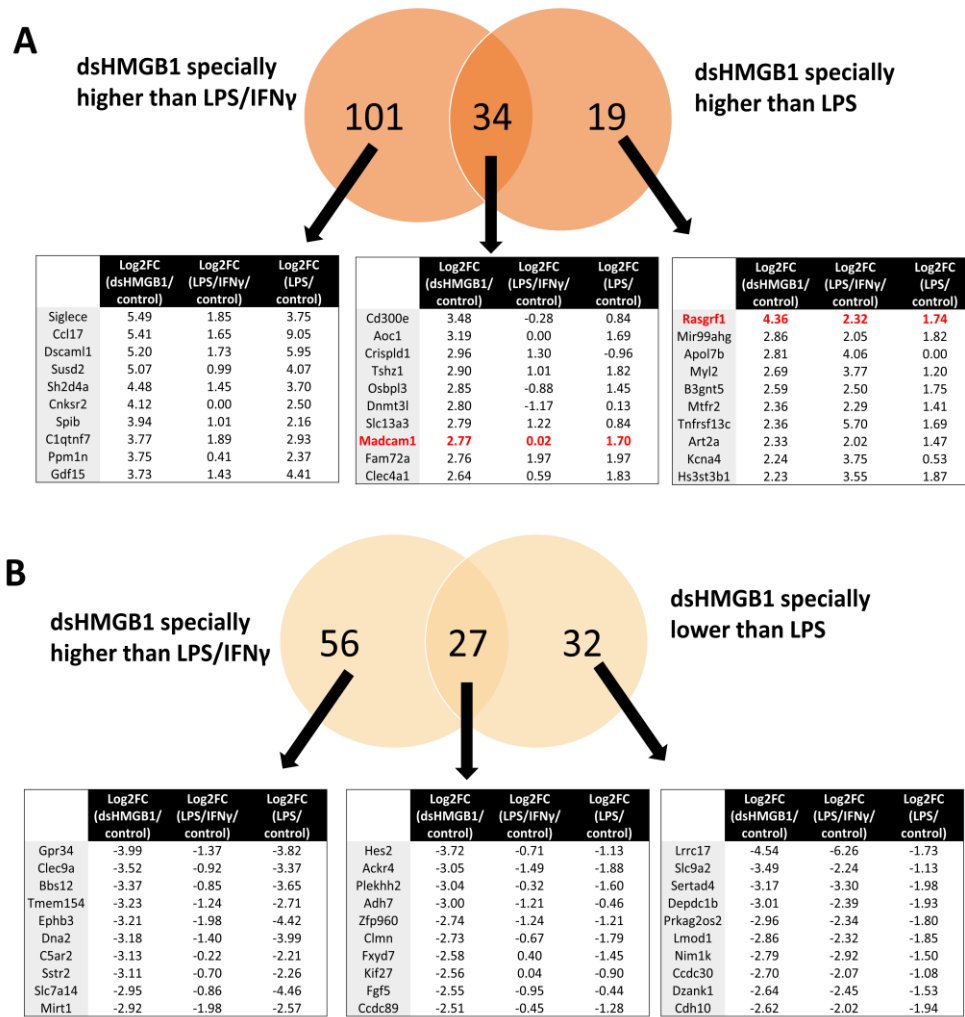 A
dsHMGB1 specially
higher than LPS/IFNγ
dsHMGB1 specially
higher than LPS
101 34 19
Log2FC (dsHMGB1/ control) Log2FC (LPS/IFNγ/ control) Log2FC (LPS/ control)
Siglece 5.49 1.85 3.75
Ccl17 5.41 1.65 9.05
Dscaml1 5.20 1.73 5.95
Susd2 5.07 0.99 4.07
Sh2d4a 4.48 1.45 3.70
Cnksr2 4.12 0.00 2.50
Spib 3.94 1.01 2.16
C1qtnf7 3.77 1.89 2.93
Ppm1n 3.75 0.41 2.37
Gdf15 3.73 1.43 4.41
Log2FC (dsHMGB1/ control) Log2FC (LPS/IFNγ/ control) Log2FC (LPS/ control)
Cd300e 3.48 -0.28 0.84
Aoc1 3.19 0.00 1.69
Crispld1 2.96 1.30 -0.96
Tshz1 2.90 1.01 1.82
Osbpl3 2.85 -0.88 1.45
Dnmt3l 2.80 -1.17 0.13
Slc13a3 2.79 1.22 0.84
Madcam1 2.77 0.02 1.70
Fam72a 2.76 1.97 1.97
Clec4a1 2.64 0.59 1.83
Log2FC (dsHMGB1/ control) Log2FC (LPS/IFNγ/ control) Log2FC (LPS/ control)
Rasgrf1 4.36 2.32 1.74
Mir99ahg 2.86 2.05 1.82
Apol7b 2.81 4.06 0.00
Myl2 2.69 3.77 1.20
B3gnt5 2.59 2.50 1.75
Mtfr2 2.36 2.29 1.41
Tnfrsf13c 2.36 5.70 1.69
Art2a 2.33 2.02 1.47
Kcna4 2.24 3.75 0.53
Hs3st3b1 2.23 3.55 1.87
B
dsHMGB1 specially
higher than LPS/IFNγ
dsHMGB1 specially
lower than LPS
56 27 32
Log2FC (dsHMGB1/ control) Log2FC (LPS/IFNγ/ control) Log2FC (LPS/ control)
Gpr34 -3.99 -1.37 -3.82
Clec9a -3.52 -0.92 -3.37
Bbs12 -3.37 -0.85 -3.65
Tmem154 -3.23 -1.24 -2.71
Ephb3 -3.21 -1.98 -4.42
Dna2 -3.18 -1.40 -3.99
C5ar2 -3.13 -0.22 -2.21
Sstr2 -3.11 -0.70 -2.26
Slc7a14 -2.95 -0.86 -4.46
Mirt1 -2.92 -1.98 -2.57
Log2FC (dsHMGB1/ control) Log2FC (LPS/IFNγ/ control) Log2FC (LPS/ control)
Hes2 -3.72 -0.71 -1.13
Ackr4 -3.05 -1.49 -1.88
Plekhh2 -3.04 -0.32 -1.60
Adh7 -3.00 -1.21 -0.46
Zfp960 -2.74 -1.24 -1.21
Clmn -2.73 -0.67 -1.79
Fxyd7 -2.58 0.40 -1.45
Kif27 -2.56 0.04 -0.90
Fgf5 -2.55 -0.95 -0.44
Ccdc89 -2.51 -0.45 -1.28
Log2FC (dsHMGB1/ control) Log2FC (LPS/IFNγ/ control) Log2FC (LPS/ control)
Lrrc17 -4.54 -6.26 -1.73
Slc9a2 -3.49 -2.24 -1.13
Sertad4 -3.17 -3.30 -1.98
Depdc1b -3.01 -2.39 -1.93
Prkag2os2 -2.96 -2.34 -1.80
Lmod1 -2.86 -2.32 -1.85
Nim1k -2.79 -2.92 -1.50
Ccdc30 -2.70 -2.07 -1.08
Dzank1 -2.64 -2.45 -1.53
Cdh10 -2.62 -2.02 -1.94